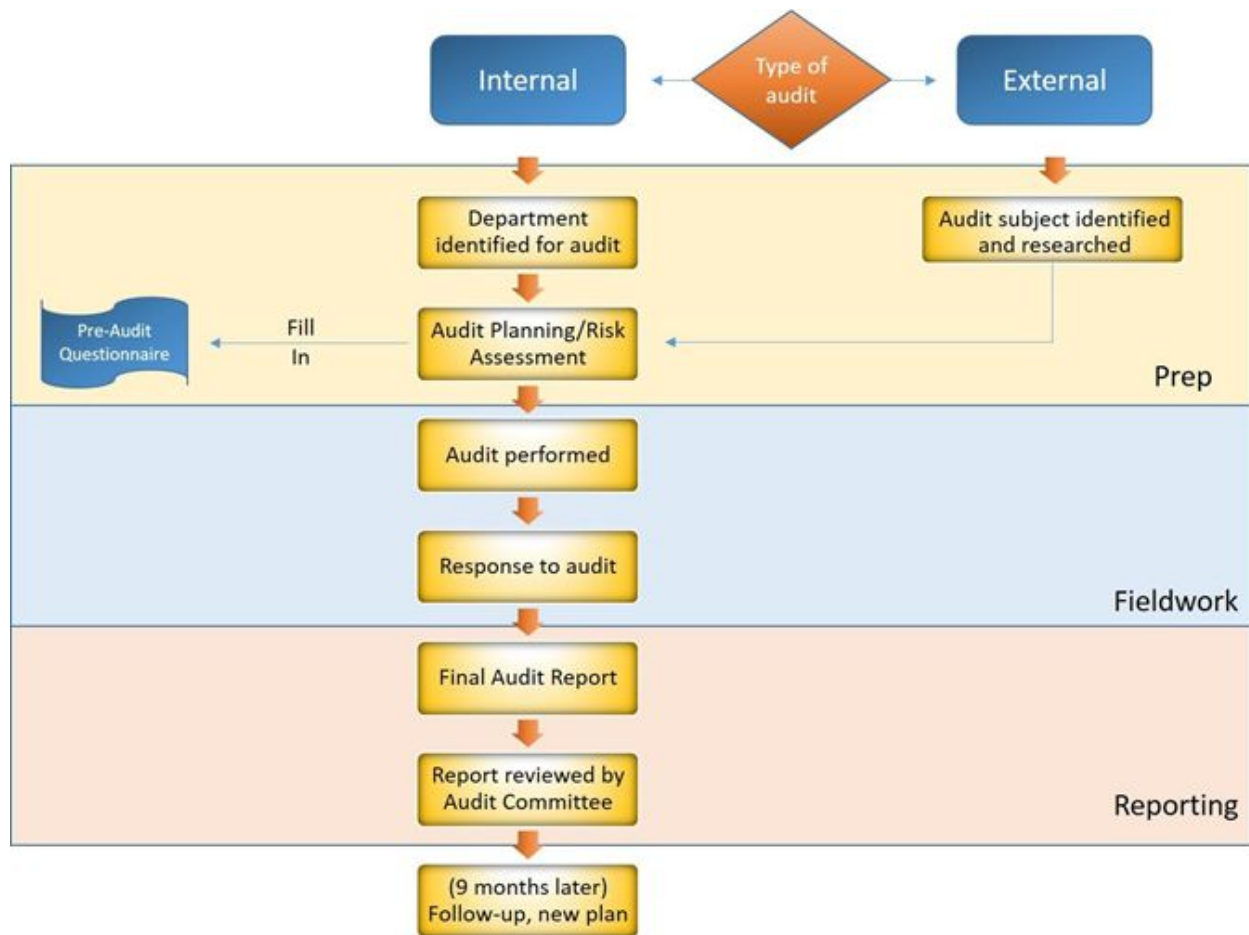 Internal
Type of
audit
External
Department
identified for audit
Audit subject identified
and researched
Pre-Audit
Questionnaire
Fill
In
Audit Planning/Risk
Assessment
Prep
Audit performed
Response to audit
Fieldwork
Final Audit Report
Report reviewed by
Audit Committee
Reporting
(9 months later)
Follow-up, new plan